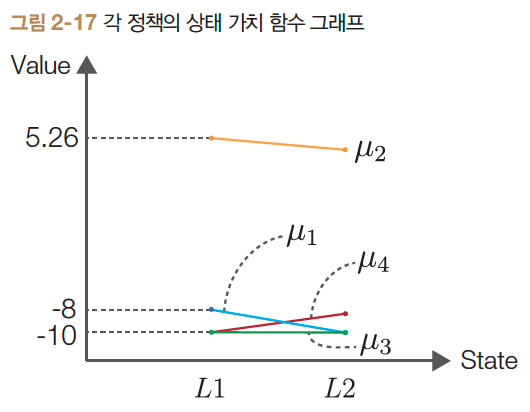 그림 2-17 각 정책의 상태 가치 함수 그래프
Value
5.26
μ2
μ1
μ4
-8
-10
μ3
State
L1 L2